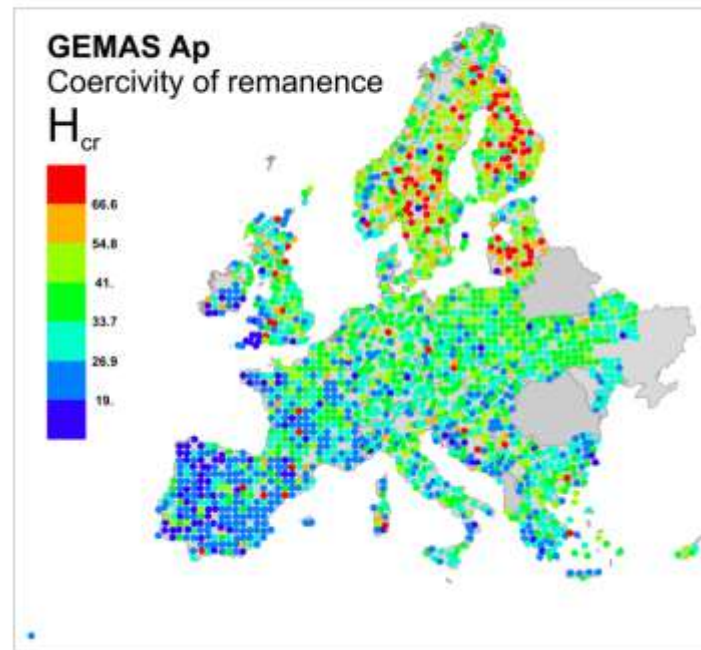 GEMAS Ap
Coercivity of remanence
Hcr
66.6
54.8
41.
33.7
26.9
19.